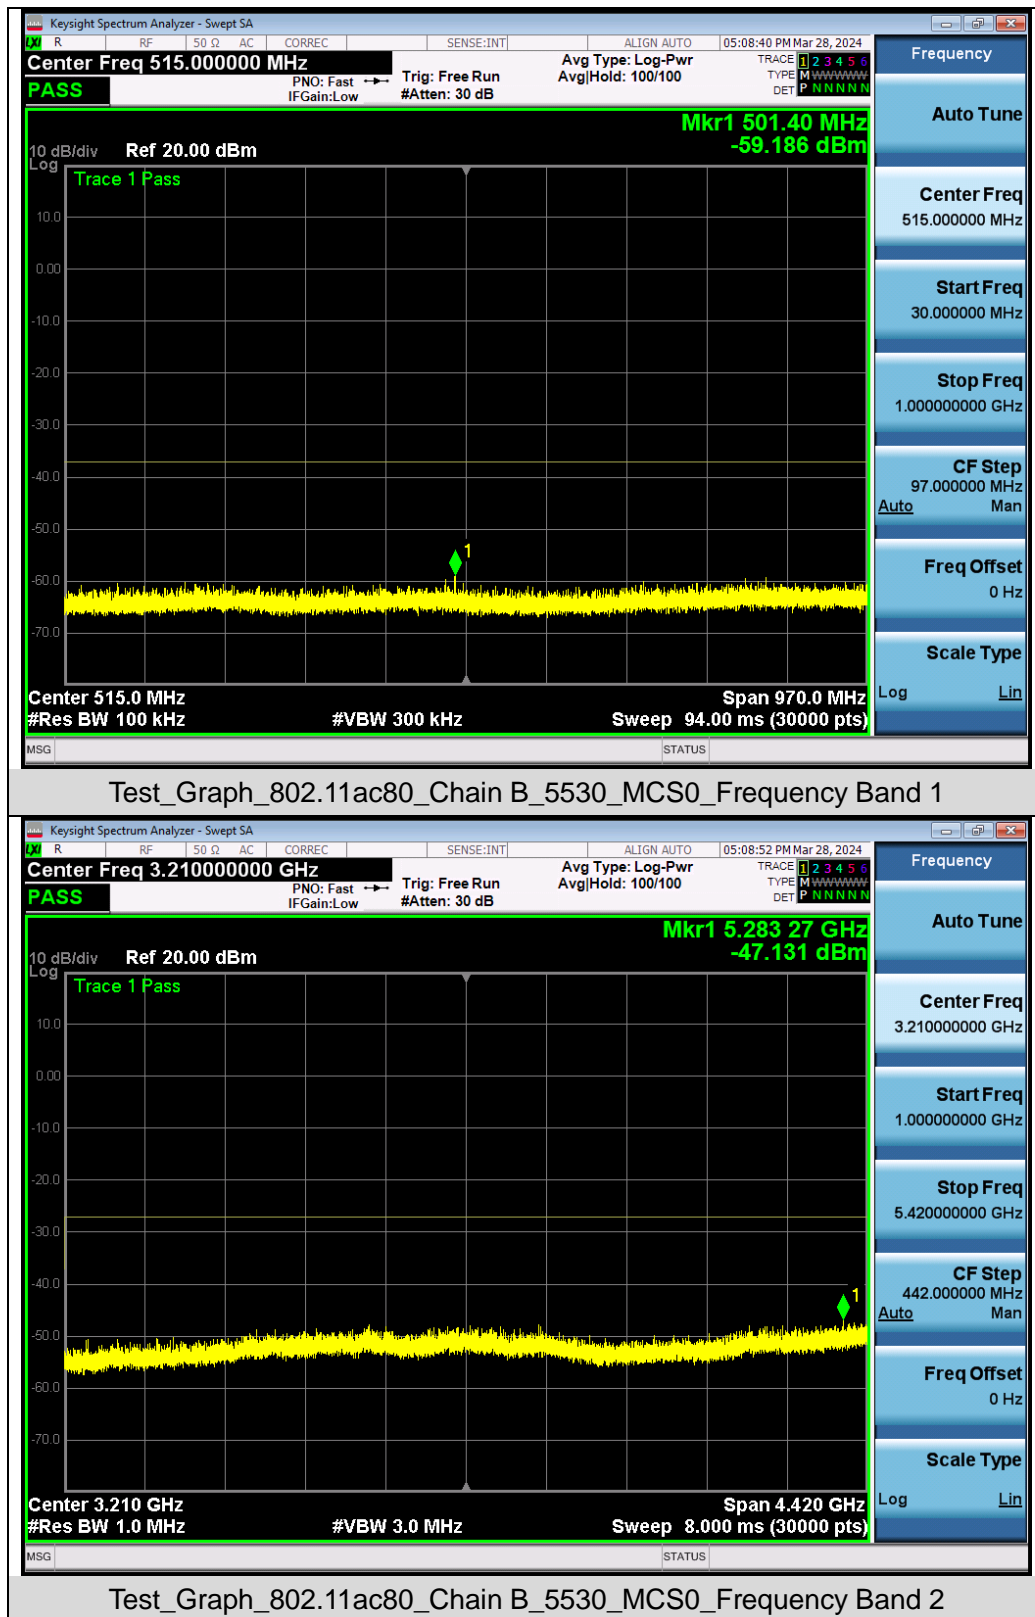 Keysight Spectrum Analyzer - Swept SA
LXI R RF 50 Ω AC CORREC SENSE:INT ALIGN AUTO 05:08:40 PM Mar 28, 2024
Center Freq 515.000000 MHz
PASS
PNO: Fast
IFGain:Low
Trig: Free Run
#Atten: 30 dB
Avg Type: Log-Pwr
Avg|Hold: 100/100
TRACE 1 2 3 4 5 6
TYPE M WWWWW
DET P N N N N N
Mkr1 501.40 MHz
-59.186 dBm
10 dB/div Ref 20.00 dBm
Log
Trace 1 Pass
10.0
0.00
-10.0
-20.0
-30.0
-40.0
-50.0
-60.0
-70.0
1
Center 515.0 MHz Span 970.0 MHz
#Res BW 100 kHz #VBW 300 kHz Sweep 94.00 ms (30000 pts)
MSG STATUS
Frequency
Auto Tune
Center Freq
515.000000 MHz
Start Freq
30.000000 MHz
Stop Freq
1.000000000 GHz
CF Step
97.000000 MHz
Auto Man
Freq Offset
0 Hz
Scale Type
Log Lin
Test_Graph_802.11ac80_Chain B_5530_MCS0_Frequency Band 1
Keysight Spectrum Analyzer - Swept SA
LXI R RF 50 Ω AC CORREC SENSE:INT ALIGN AUTO 05:08:52 PM Mar 28, 2024
Center Freq 3.210000000 GHz
PASS
PNO: Fast
IFGain:Low
Trig: Free Run
#Atten: 30 dB
Avg Type: Log-Pwr
Avg|Hold: 100/100
TRACE 1 2 3 4 5 6
TYPE M WWWWW
DET P N N N N N
Mkr1 5.283 27 GHz
-47.131 dBm
10 dB/div Ref 20.00 dBm
Log
Trace 1 Pass
10.0
0.00
-10.0
-20.0
-30.0
-40.0
-50.0
-60.0
-70.0
1
Center 3.210 GHz Span 4.420 GHz
#Res BW 1.0 MHz #VBW 3.0 MHz Sweep 8.000 ms (30000 pts)
MSG STATUS
Frequency
Auto Tune
Center Freq
3.210000000 GHz
Start Freq
1.000000000 GHz
Stop Freq
5.420000000 GHz
CF Step
442.000000 MHz
Auto Man
Freq Offset
0 Hz
Scale Type
Log Lin
Test_Graph_802.11ac80_Chain B_5530_MCS0_Frequency Band 2